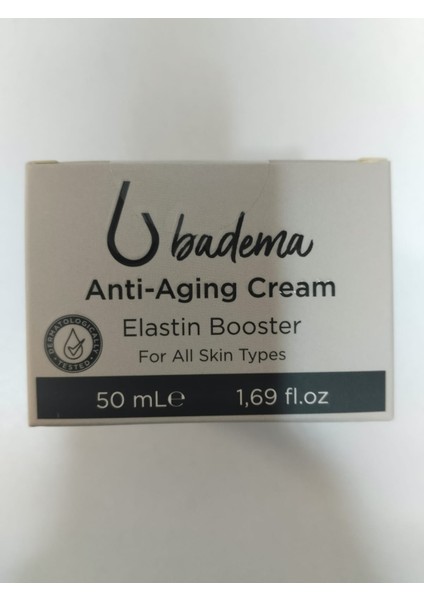 badema
Anti-Aging Cream
Elastin Booster
For All Skin Types
DERMATOLOGICALLY
TESTED
50 mL℮
1,69 fl.oz